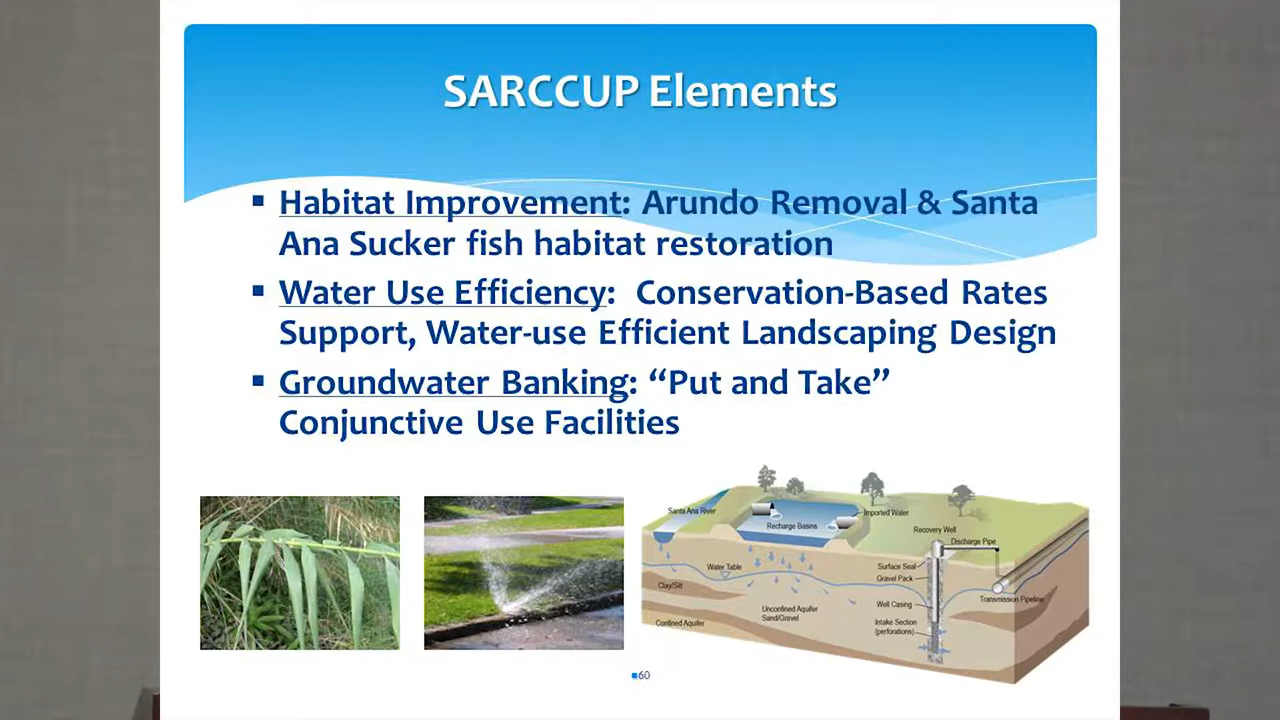 SARCCUP Elements
▪ Habitat Improvement: Arundo Removal & Santa
Ana Sucker fish habitat restoration
▪ Water Use Efficiency: Conservation-Based Rates
Support, Water-use Efficient Landscaping Design
▪ Groundwater Banking: “Put and Take”
Conjunctive Use Facilities
Santa Ana River
Recharge Basins
Imported Water
Recovery Well
Discharge Pipe
Water Table
Surface Seal
Gravel Pack
Clay/Silt
Well Casing
Transmission Pipeline
Unconfined Aquifer
Sand/Gravel
Confined Aquifer
Intake Section
(perforations)
▪60